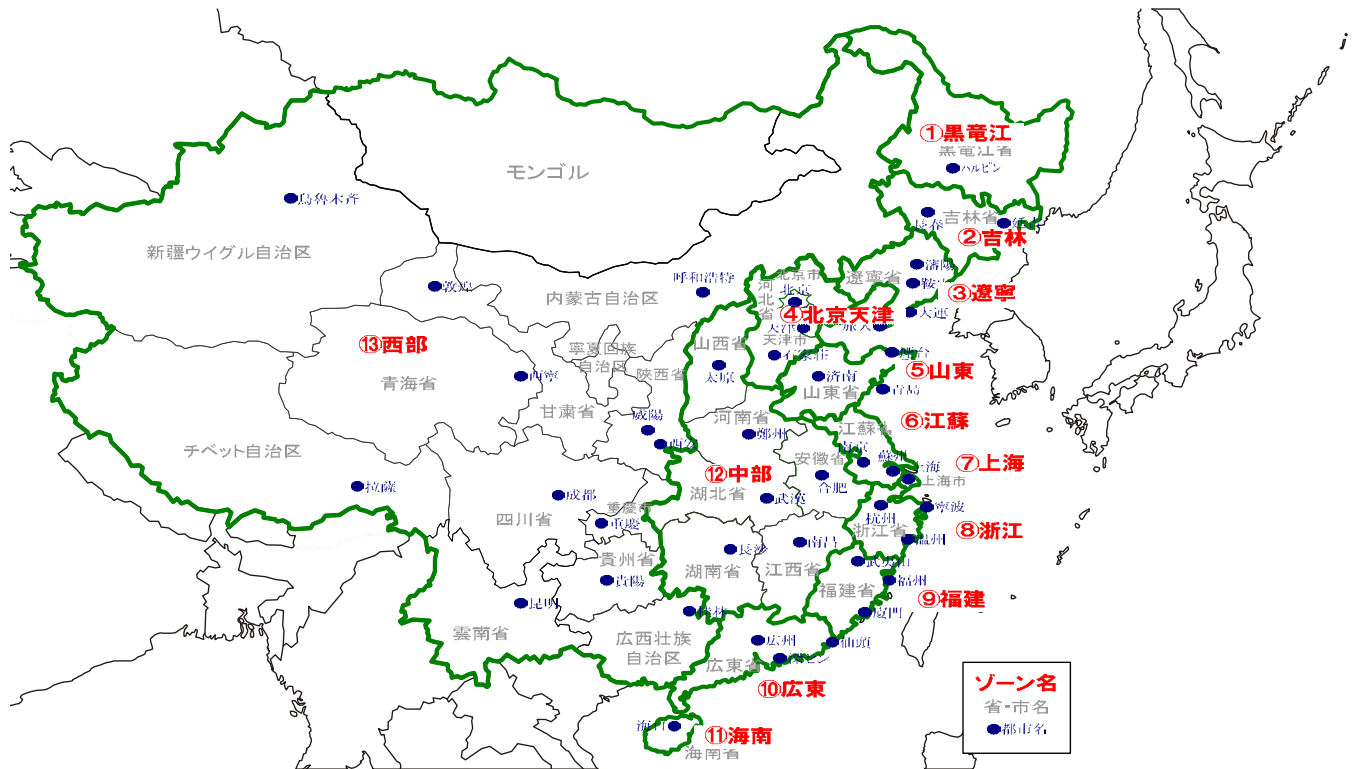 j
①黒竜江
黒竜江省
ハルビン
モンゴル
烏魯木斉
吉林省
長春
②吉林
新疆ウイグル自治区
瀋陽
遼寧省
北京市
呼和浩特
河北省
北京
敦煌
内蒙古自治区
③遼寧
大連
④北京天津
天津
天津市
⑬西部
山西省
寧夏回族
自治区
石家荘
煙台
⑤山東
太原
済南
陝西省
西寧
青海省
山東省
青島
甘粛省
咸陽
河南省
鄭州
⑥江蘇
江蘇省
西安
チベット自治区
南京
安徽省
蘇州
上海
⑦上海
⑫中部
合肥
上海市
拉薩
成都
湖北省
武漢
重慶市
重慶
四川省
杭州
寧波
浙江省
⑧浙江
温州
長沙
南昌
貴州省
湖南省
江西省
武夷山
貴陽
福建省
福州
⑨福建
昆明
桂林
厦門
雲南省
広西壮族
自治区
広州
仙頭
広東省
深セン
⑩広東
海口
⑪海南
海南省
ゾーン名
省・市名
都市名